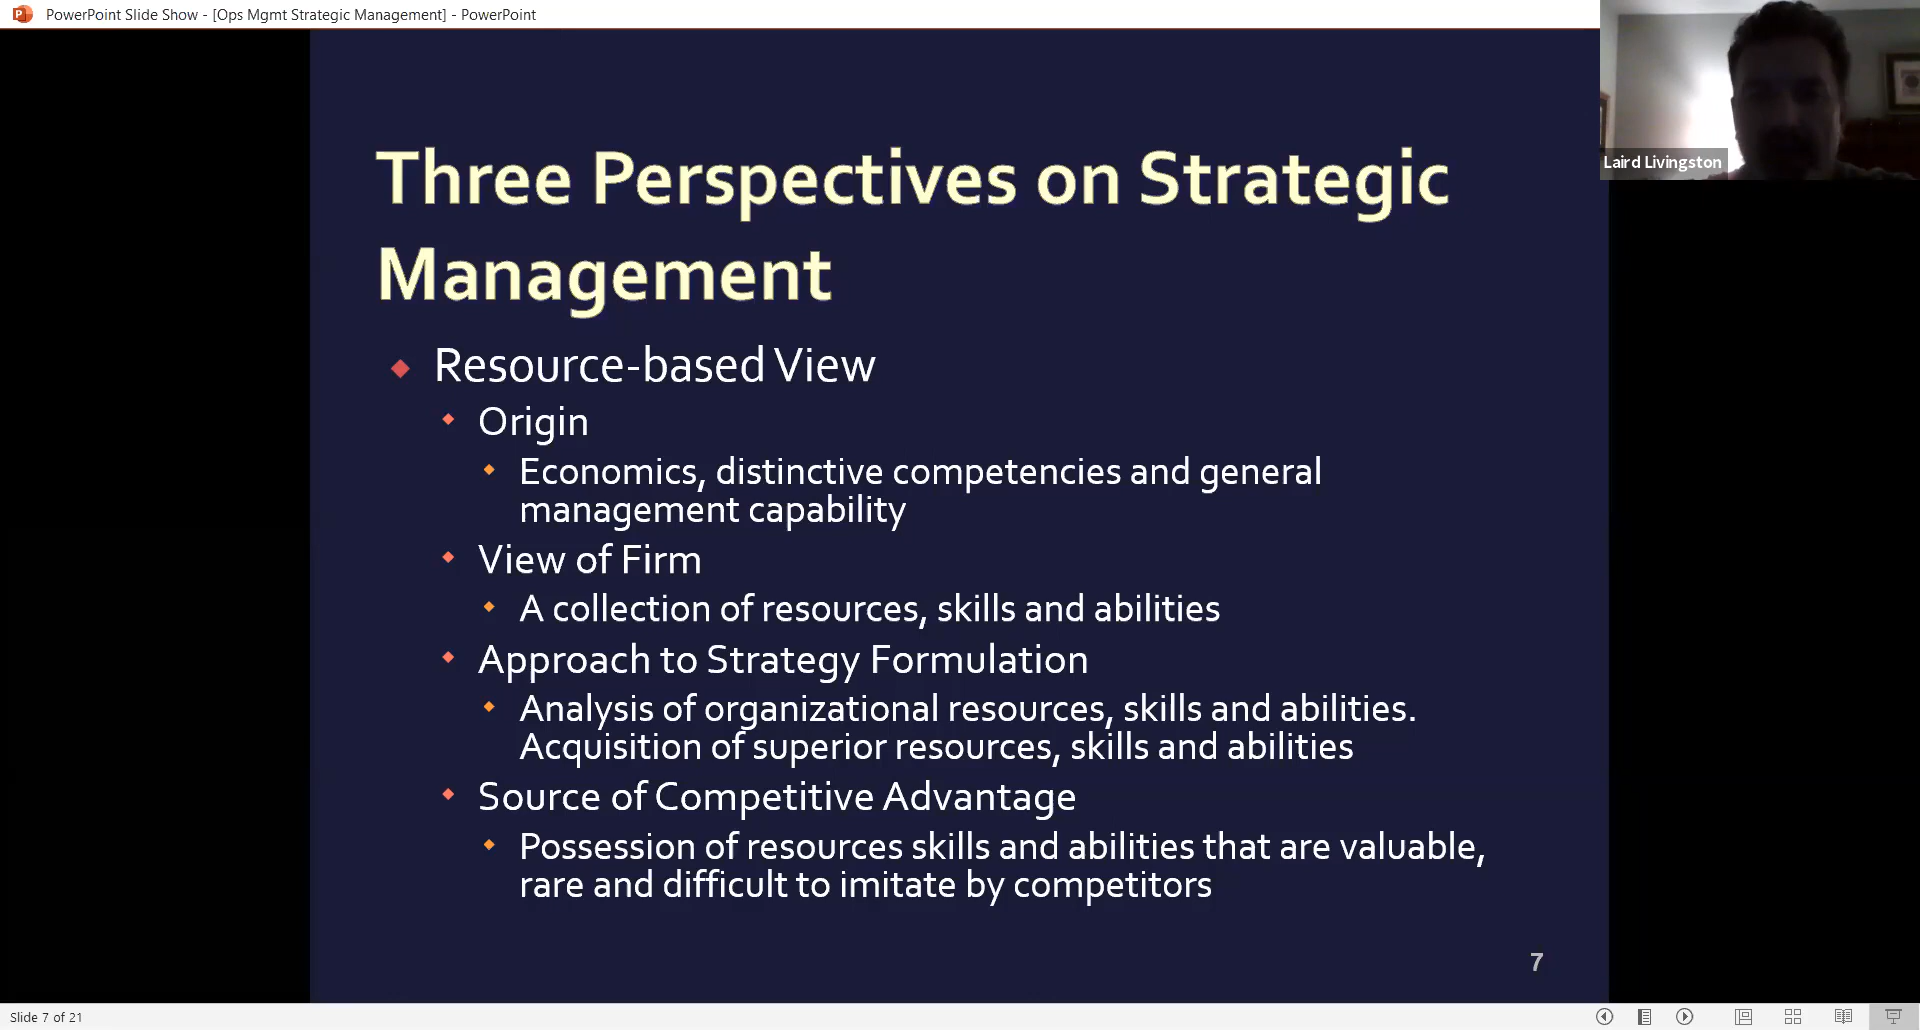 PowerPoint Slide Show - [Ops Mgmt Strategic Management] - PowerPoint
Laird Livingston
Three Perspectives on Strategic
Management
Resource-based View
Origin
Economics, distinctive competencies and general
management capability
View of Firm
A collection of resources, skills and abilities
Approach to Strategy Formulation
Analysis of organizational resources, skills and abilities.
Acquisition of superior resources, skills and abilities
Source of Competitive Advantage
Possession of resources skills and abilities that are valuable,
rare and difficult to imitate by competitors
7
Slide 7 of 21